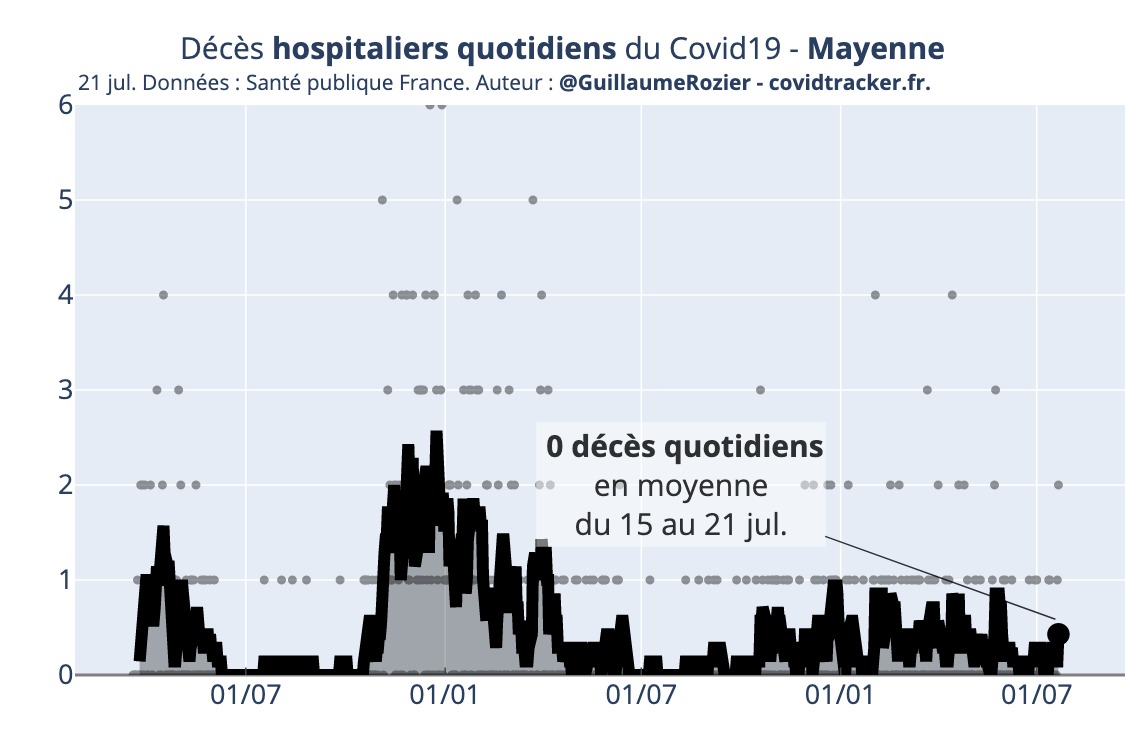 Décès hospitaliers quotidiens du Covid19 - Mayenne
21 jul. Données : Santé publique France. Auteur : @GuillaumeRozier - covidtracker.fr.
6
5
4
3
0 décès quotidiens
2
en moyenne
du 15 au 21 jul.
1
0
01/07
01/01
01/07
01/01
01/07